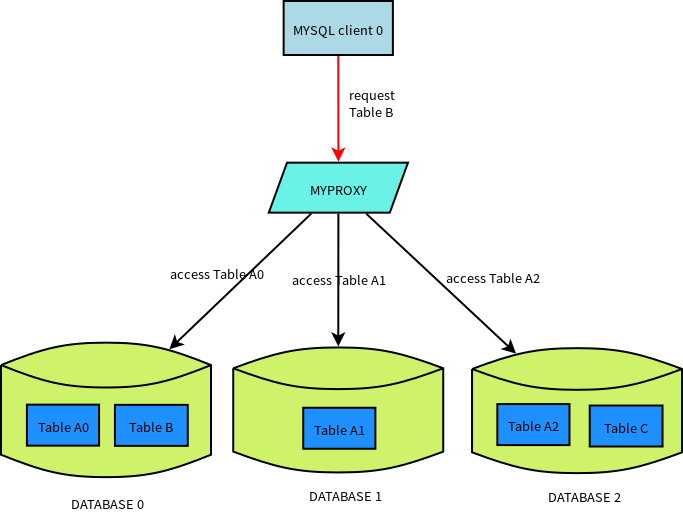 MYSQL client 0
request
Table B
MYPROXY
access Table A0
access Table A1
access Table A2
Table A0
Table B
Table A1
Table A2
Table C
DATABASE 0
DATABASE 1
DATABASE 2